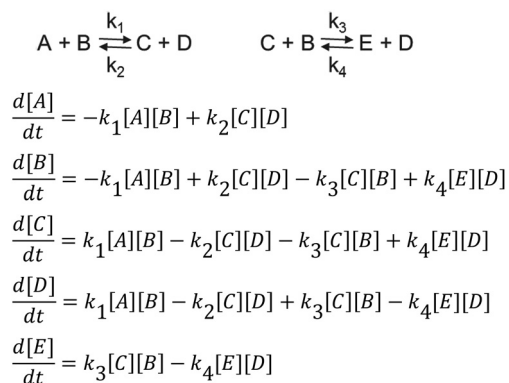 A + B ⇌ C + D k₁ k₂ C + B ⇌ E + D k₃ k₄
d[A]/dt = −k₁[A][B] + k₂[C][D]
d[B]/dt = −k₁[A][B] + k₂[C][D] − k₃[C][B] + k₄[E][D]
d[C]/dt = k₁[A][B] − k₂[C][D] − k₃[C][B] + k₄[E][D]
d[D]/dt = k₁[A][B] − k₂[C][D] + k₃[C][B] − k₄[E][D]
d[E]/dt = k₃[C][B] − k₄[E][D]